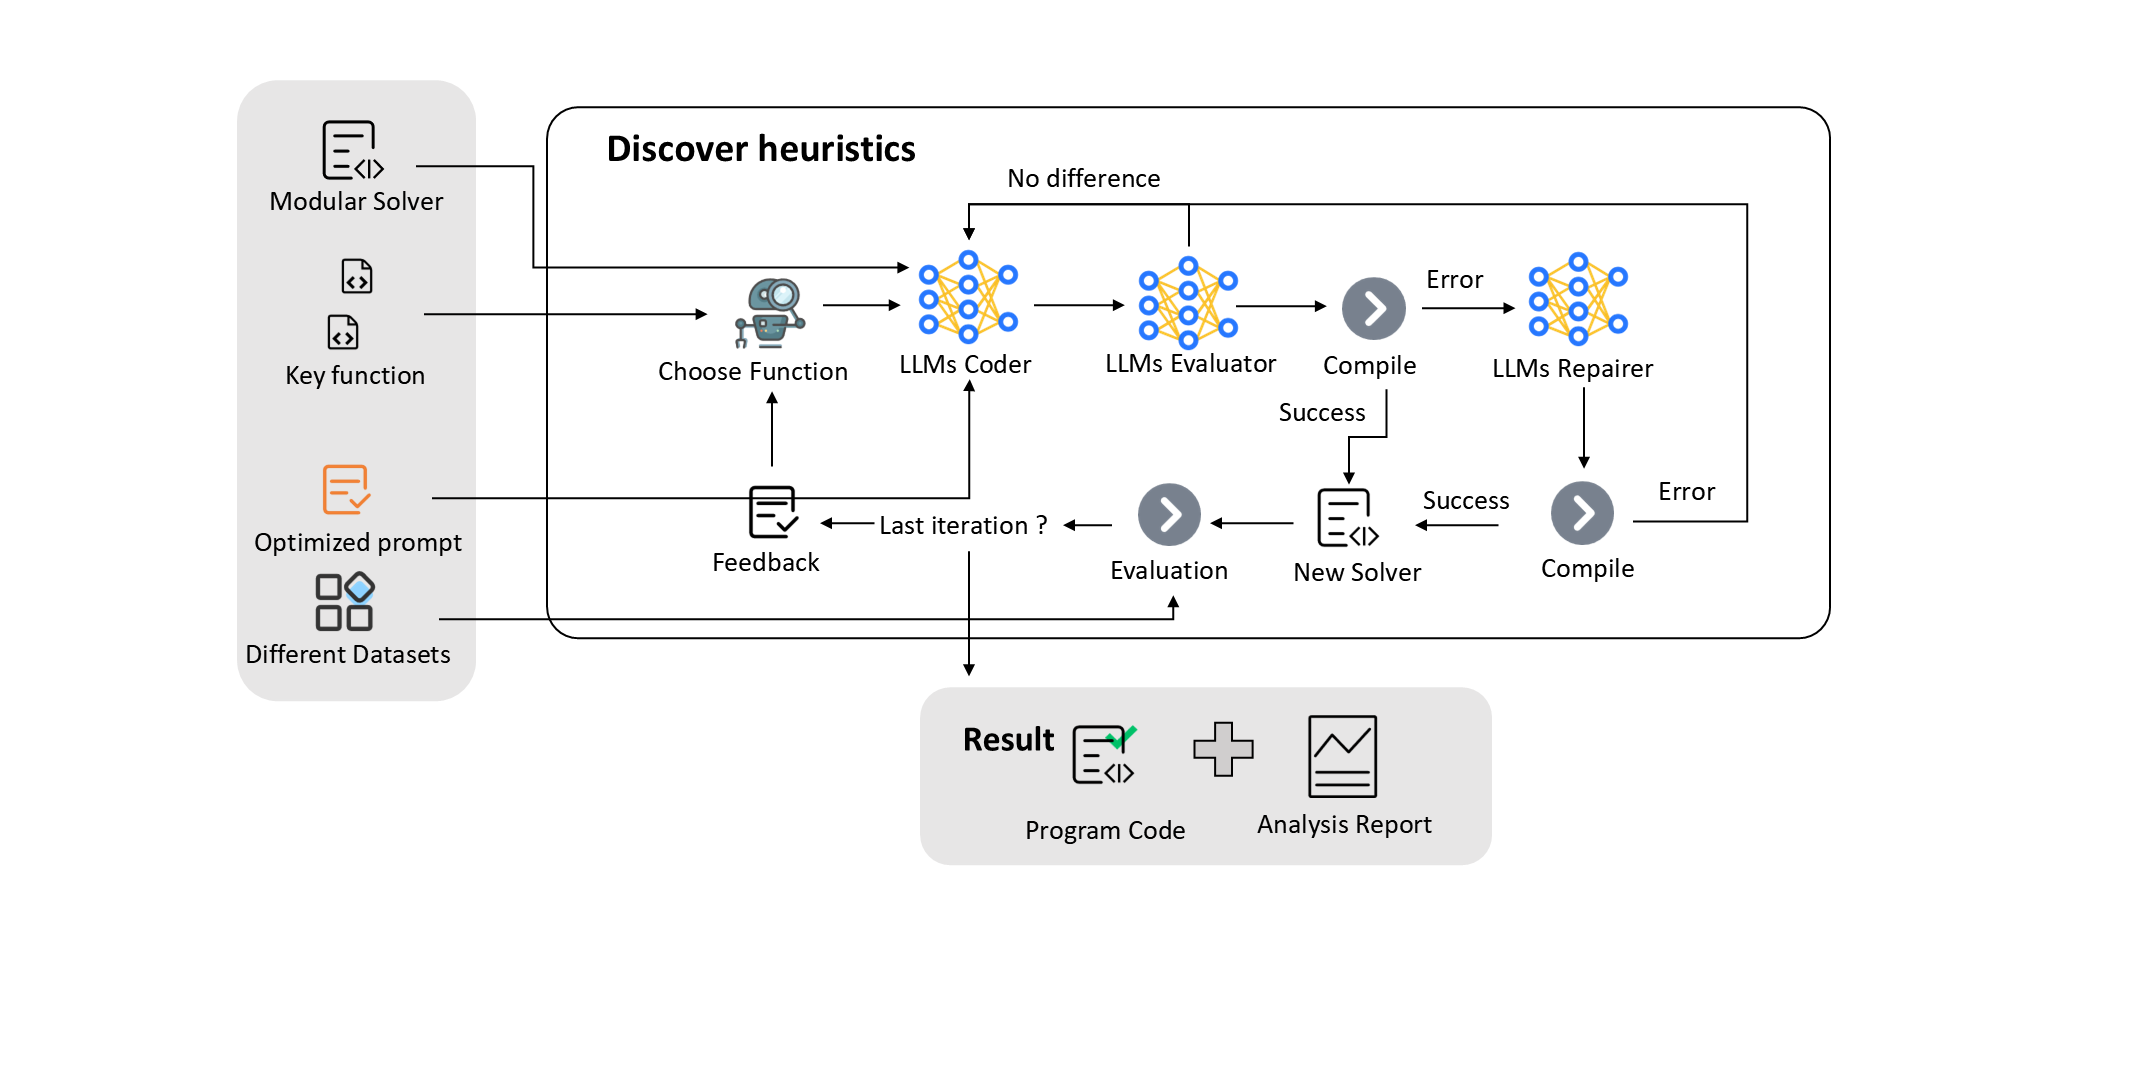 Modular Solver
Key function
Optimized prompt
Different Datasets
Discover heuristics
No difference
Choose Function
LLMs Coder
LLMs Evaluator
Compile
Error
LLMs Repairer
Success
Feedback
Last iteration ?
Evaluation
New Solver
Success
Compile
Error
Result
Program Code
Analysis Report